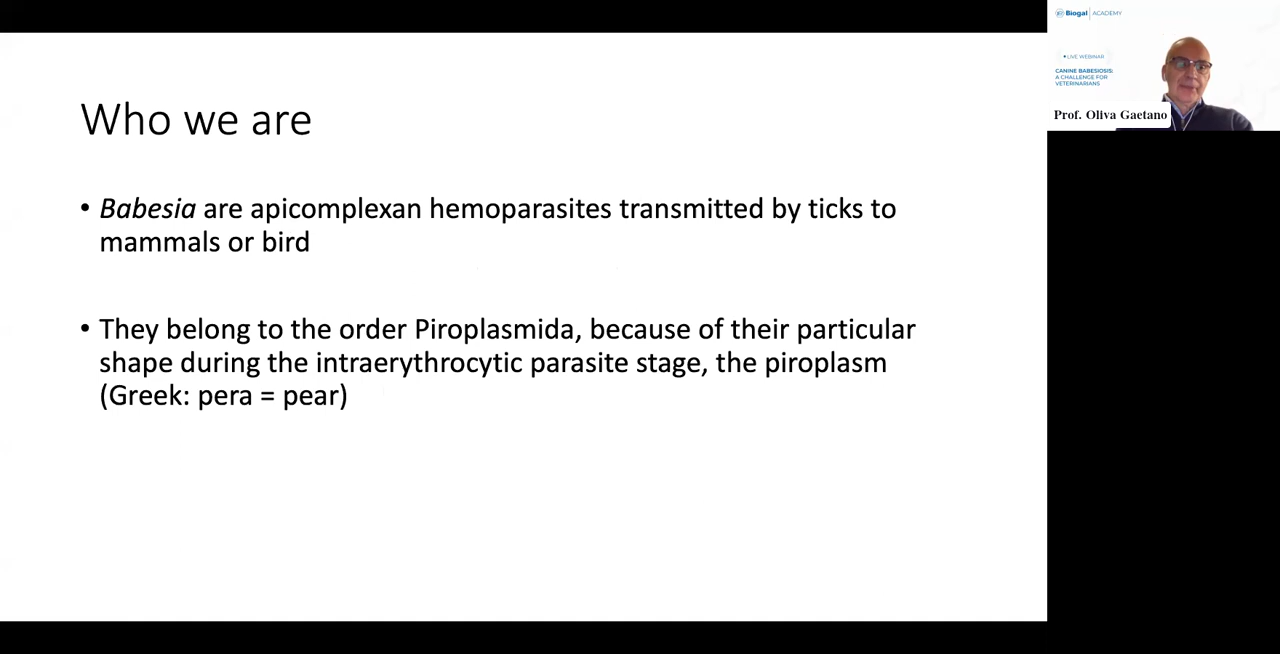 Who we are
• Babesia are apicomplexan hemoparasites transmitted by ticks to
mammals or bird
• They belong to the order Piroplasmida, because of their particular
shape during the intraerythrocytic parasite stage, the piroplasm
(Greek: pera = pear)
Biogal ACADEMY
LIVE WEBINAR
CANINE BABESIOSIS:
A CHALLENGE FOR
VETERINARIANS
Prof. Oliva Gaetano